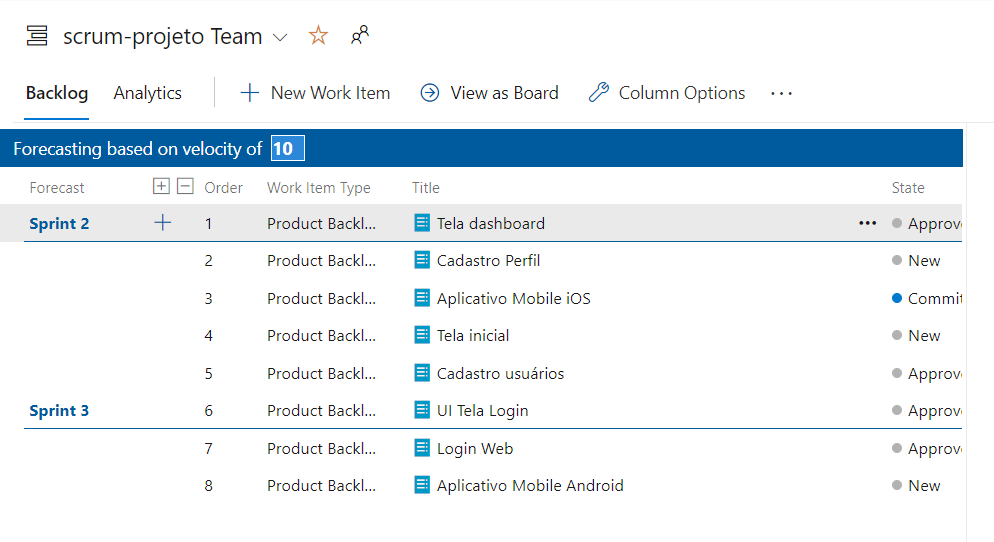 scrum-projeto Team
Backlog Analytics New Work Item View as Board Column Options ...
Forecasting based on velocity of 10
Forecast Order Work Item Type Title State
Sprint 2 1 Product Backl... Tela dashboard ... Approv
2 Product Backl... Cadastro Perfil New
3 Product Backl... Aplicativo Mobile iOS Commit
4 Product Backl... Tela inicial New
5 Product Backl... Cadastro usuários Approv
Sprint 3 6 Product Backl... UI Tela Login Approv
7 Product Backl... Login Web Approv
8 Product Backl... Aplicativo Mobile Android New